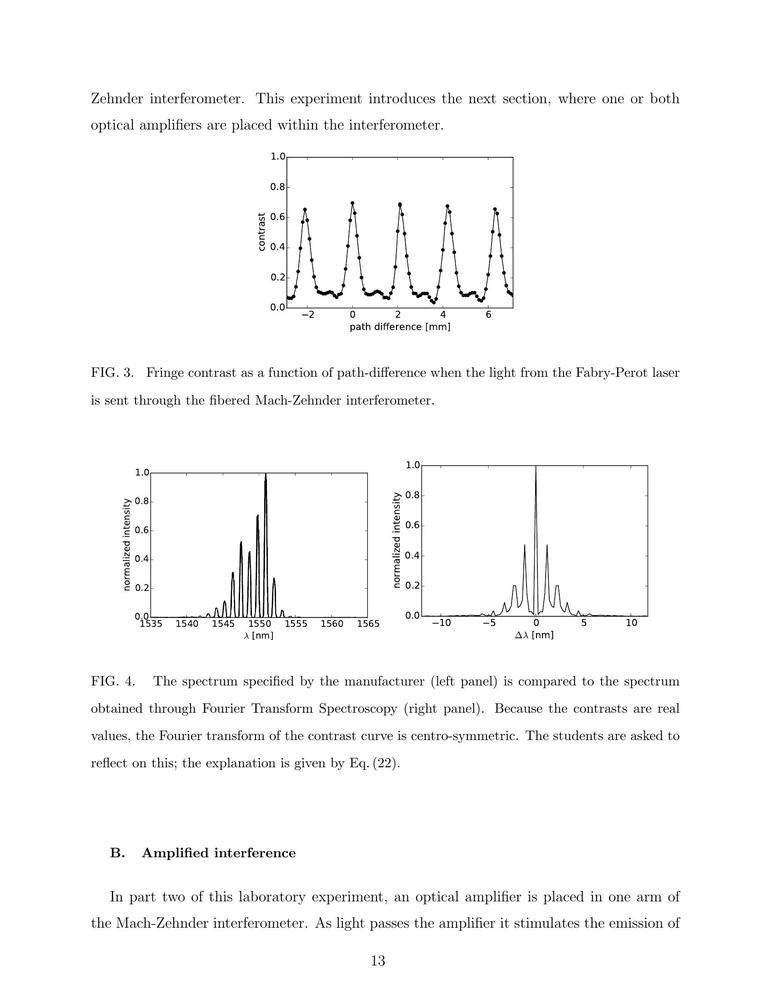 Zehnder interferometer. This experiment introduces the next section, where one or both
optical amplifiers are placed within the interferometer.
1.0
0.8
0.6
0.4
0.2
0.0
contrast
−2 0 2 4 6
path difference [mm]
FIG. 3. Fringe contrast as a function of path-difference when the light from the Fabry-Perot laser
is sent through the fibered Mach-Zehnder interferometer.
1.0
0.8
0.6
0.4
0.2
0.0
normalized intensity
1535 1540 1545 1550 1555 1560 1565
λ [nm]
1.0
0.8
0.6
0.4
0.2
0.0
normalized intensity
−10 −5 0 5 10
Δλ [nm]
FIG. 4. The spectrum specified by the manufacturer (left panel) is compared to the spectrum
obtained through Fourier Transform Spectroscopy (right panel). Because the contrasts are real
values, the Fourier transform of the contrast curve is centro-symmetric. The students are asked to
reflect on this; the explanation is given by Eq. (22).
B. Amplified interference
In part two of this laboratory experiment, an optical amplifier is placed in one arm of
the Mach-Zehnder interferometer. As light passes the amplifier it stimulates the emission of
13